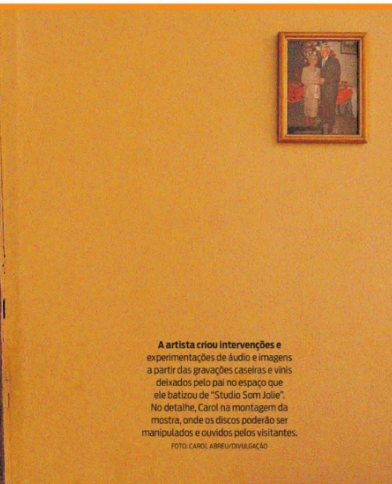 A artista criou intervenções e
experimentações de áudio e imagens
a partir das gravações caseiras e vinis
deixados pelo pai no espaço que
ele batizou de “Studio Som Jolie”.
No detalhe, Carol na montagem da
mostra, onde os discos poderão ser
manipulados e ouvidos pelos visitantes.
FOTO: CAROL ABREU/DIVULGAÇÃO